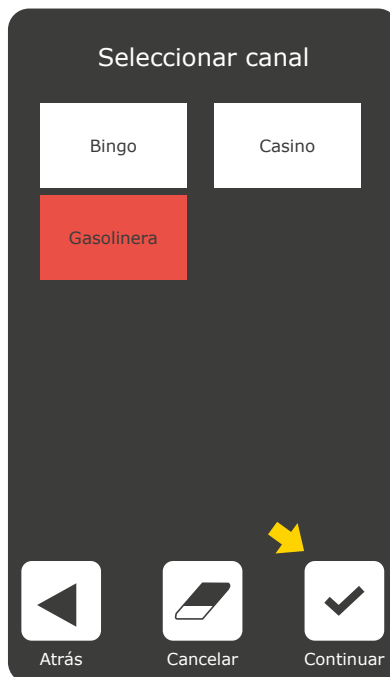 Seleccionar canal
Bingo
Casino
Gasolinera
Atrás
Cancelar
Continuar